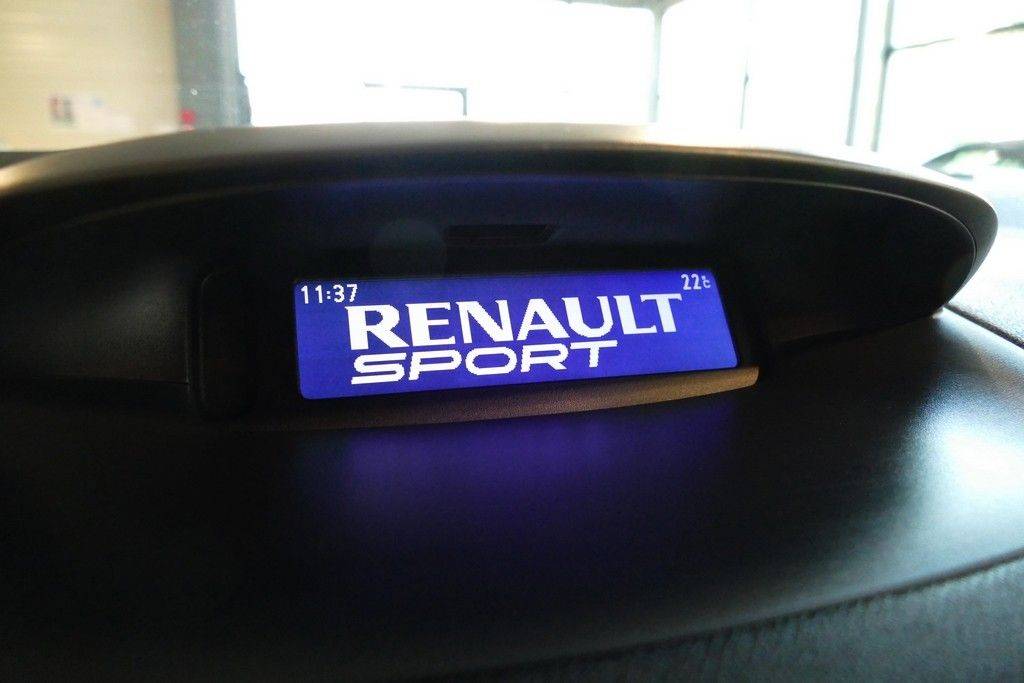 11:37
22°c
RENAULT
SPORT